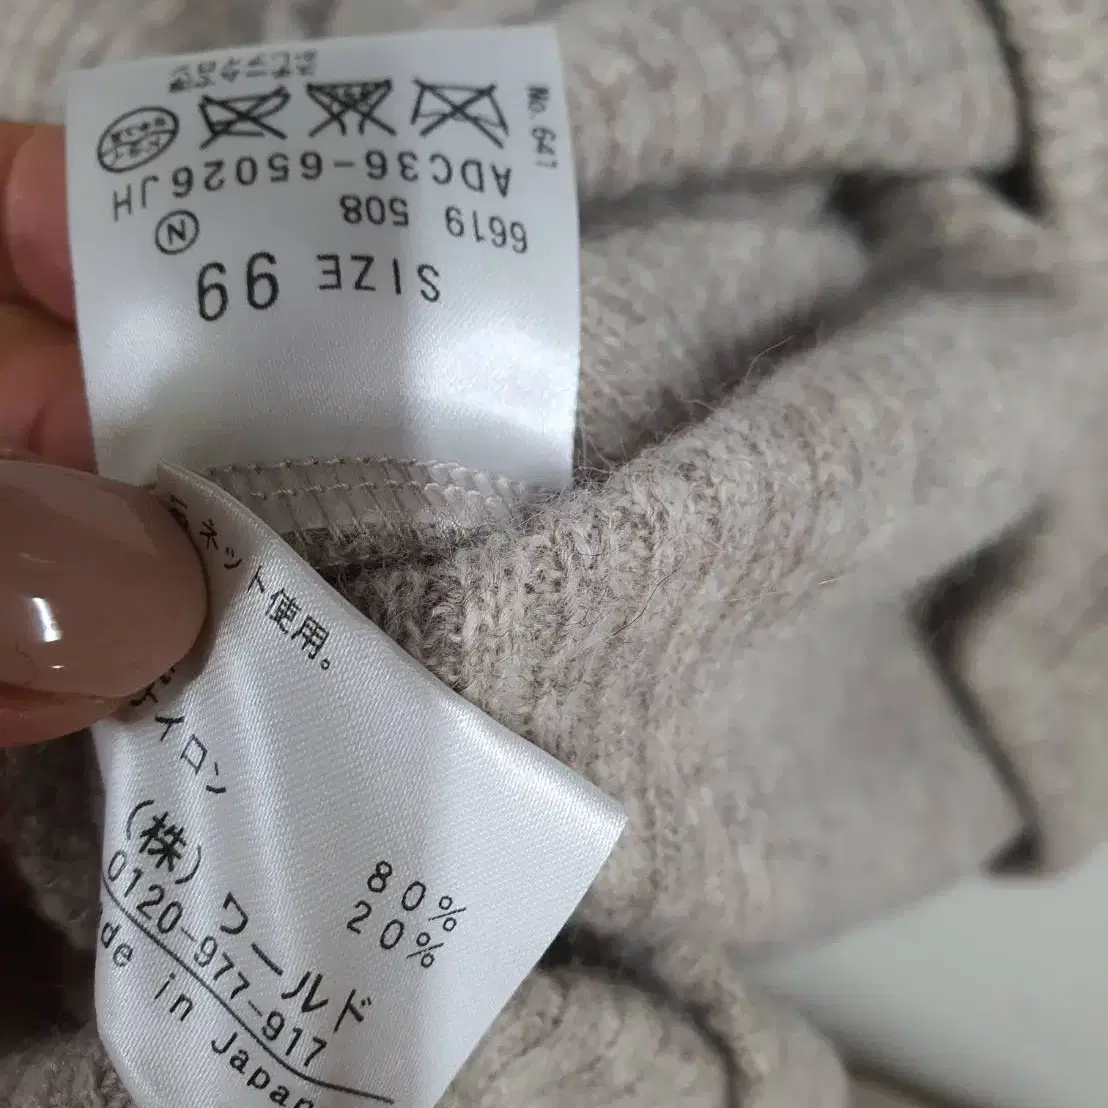 SIZE 99
6619 508
Ⓝ
ADC36-65026JH
No. 641
ネット使用。
ナイロン
80%
20%
(株)ワールド
0120-977-917
de in Japan